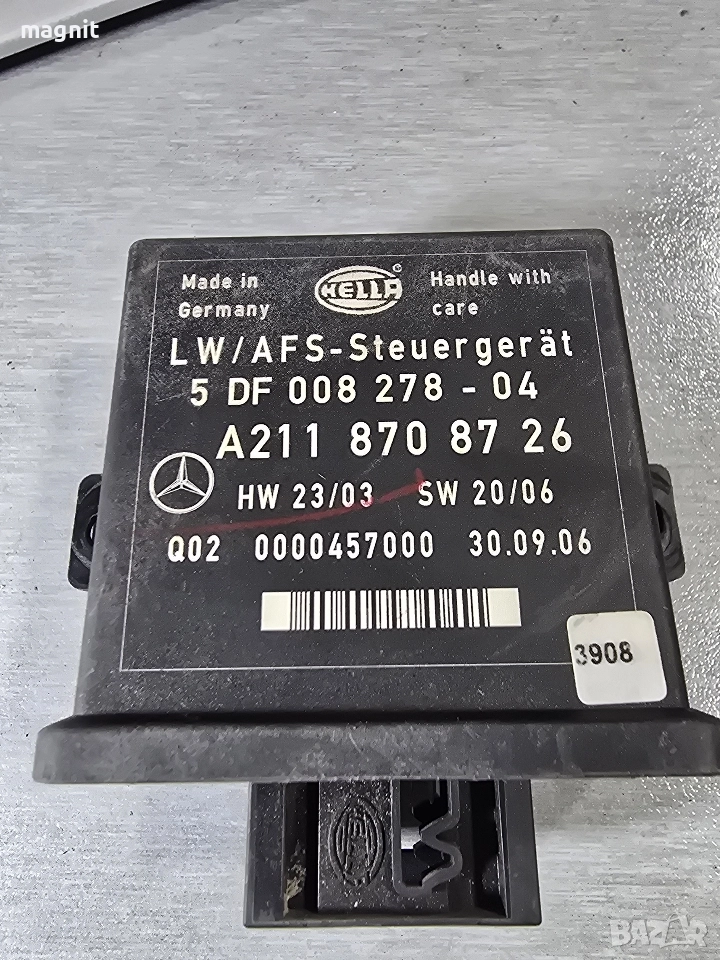 magnit
Made in
Germany
HELLA
Handle with
care
LW/AFS-Steuergerät
5 DF 008 278 - 04
A211 870 87 26
HW 23/03 SW 20/06
Q02 0000457000 30.09.06
3908
BAZAR